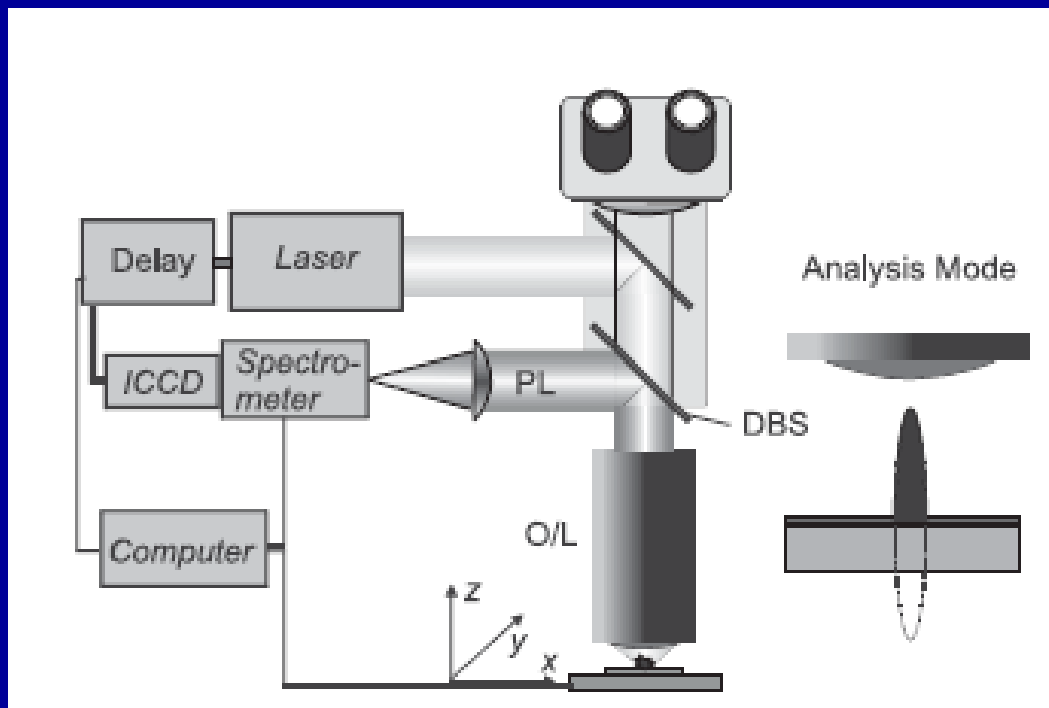 Delay
Laser
Analysis Mode
ICCD
Spectro-
meter
PL
DBS
O/L
Computer
z
y
x